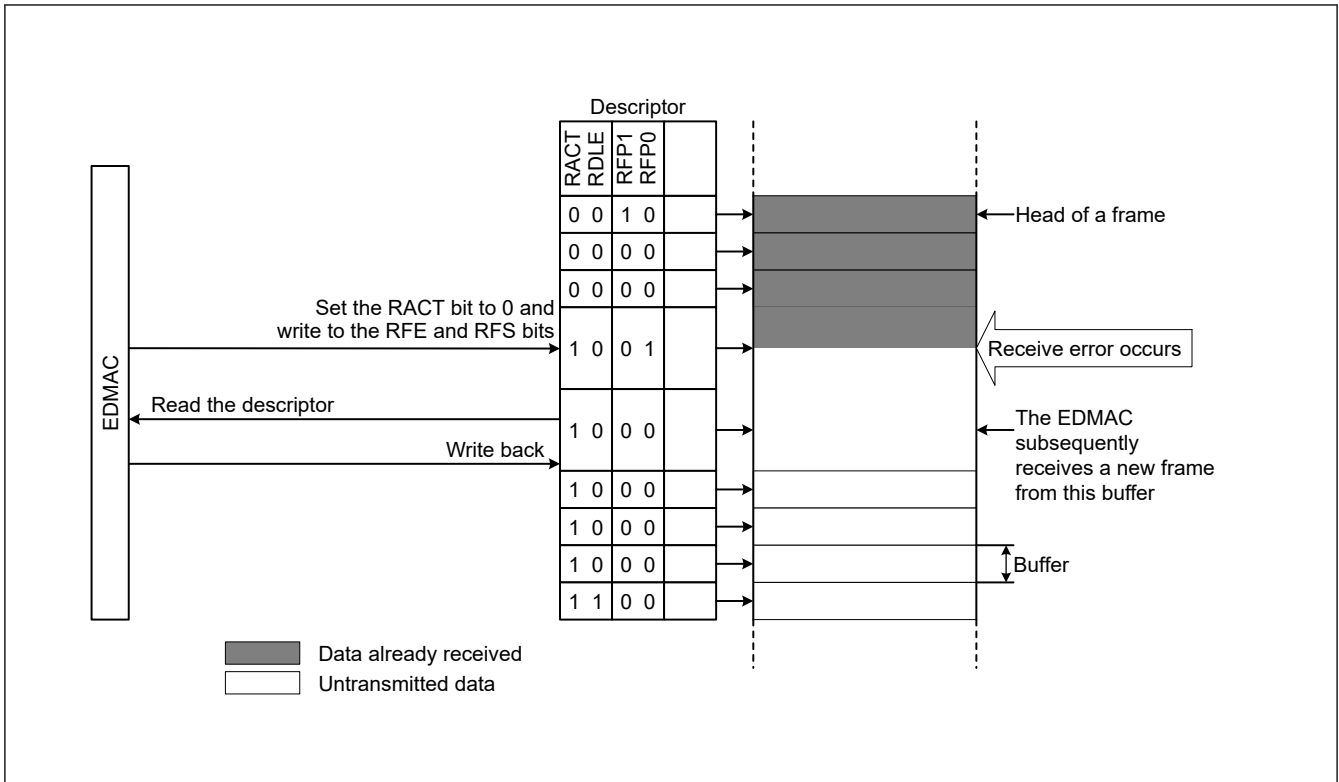 Descriptor
RACT
RDLE
RFP1
RFP0
0 0 1 0
Head of a frame
0 0 0 0
0 0 0 0
Set the RACT bit to 0 and
write to the RFE and RFS bits
1 0 0 1
Receive error occurs
EDMAC
Read the descriptor
1 0 0 0
Write back
The EDMAC
subsequently
receives a new frame
from this buffer
1 0 0 0
1 0 0 0
1 0 0 0
Buffer
1 1 0 0
Data already received
Untransmitted data